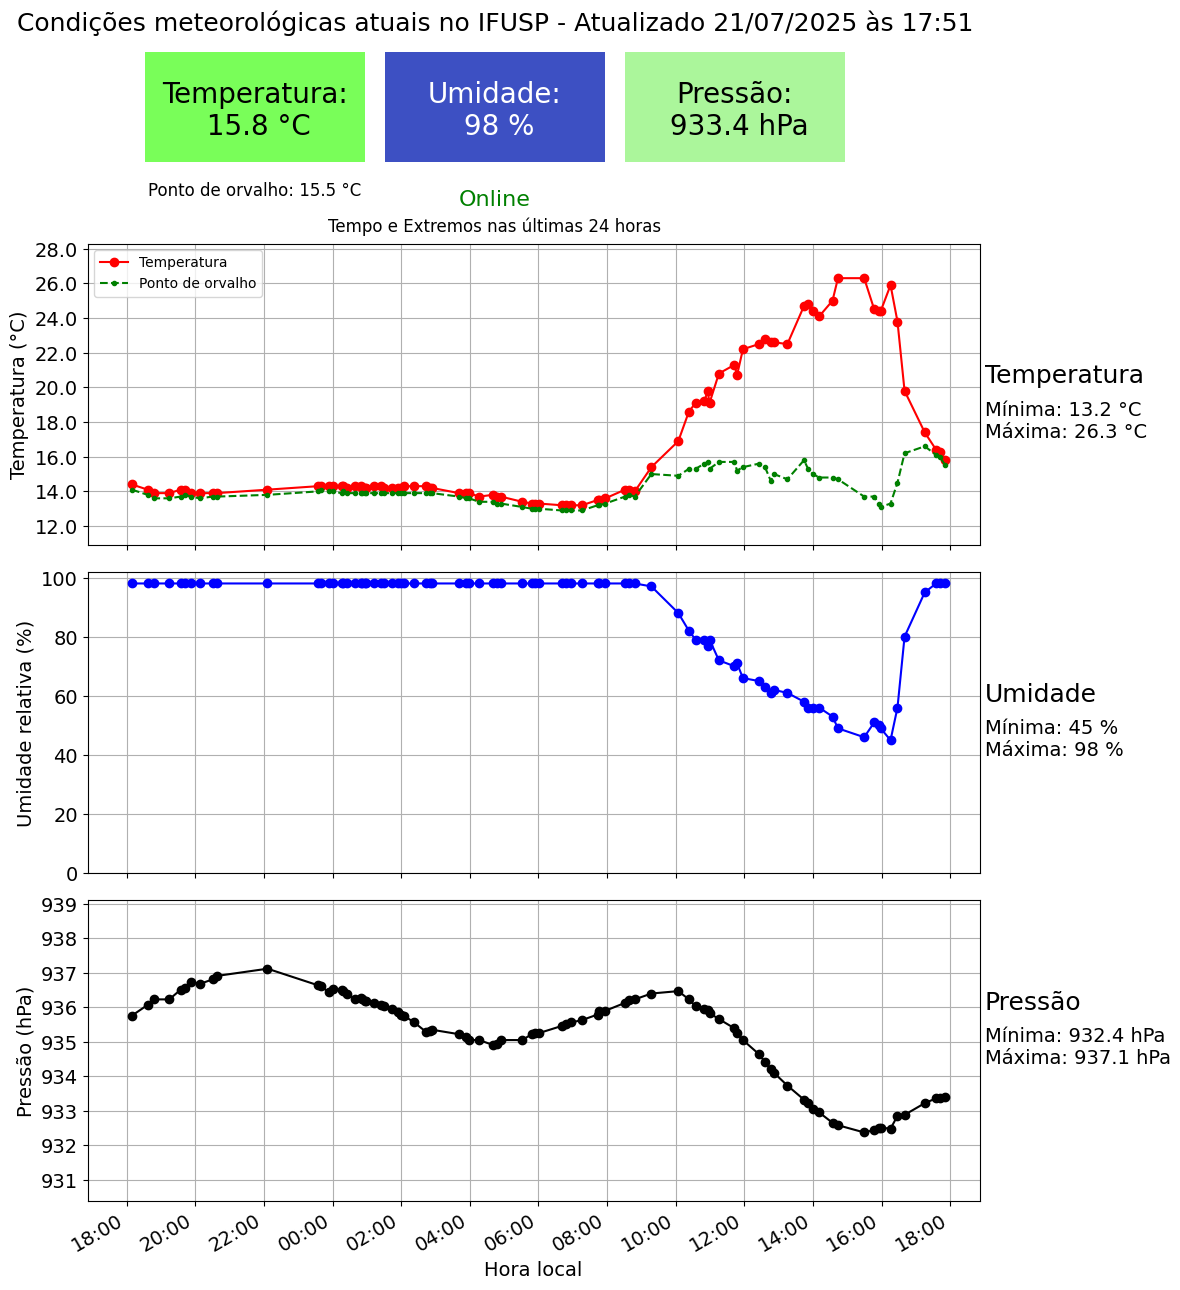 Condições meteorológicas atuais no IFUSP - Atualizado 21/07/2025 às 17:51
Temperatura:
15.8 °C
Umidade:
98 %
Pressão:
933.4 hPa
Ponto de orvalho: 15.5 °C
Online
Tempo e Extremos nas últimas 24 horas
Temperatura (°C)
28.0
26.0
24.0
22.0
20.0
18.0
16.0
14.0
12.0
Temperatura
Ponto de orvalho
Temperatura
Mínima: 13.2 °C
Máxima: 26.3 °C
Umidade relativa (%)
100
80
60
40
20
0
Umidade
Mínima: 45 %
Máxima: 98 %
Pressão (hPa)
939
938
937
936
935
934
933
932
931
Pressão
Mínima: 932.4 hPa
Máxima: 937.1 hPa
18:00
20:00
22:00
00:00
02:00
04:00
06:00
08:00
10:00
12:00
14:00
16:00
18:00
Hora local